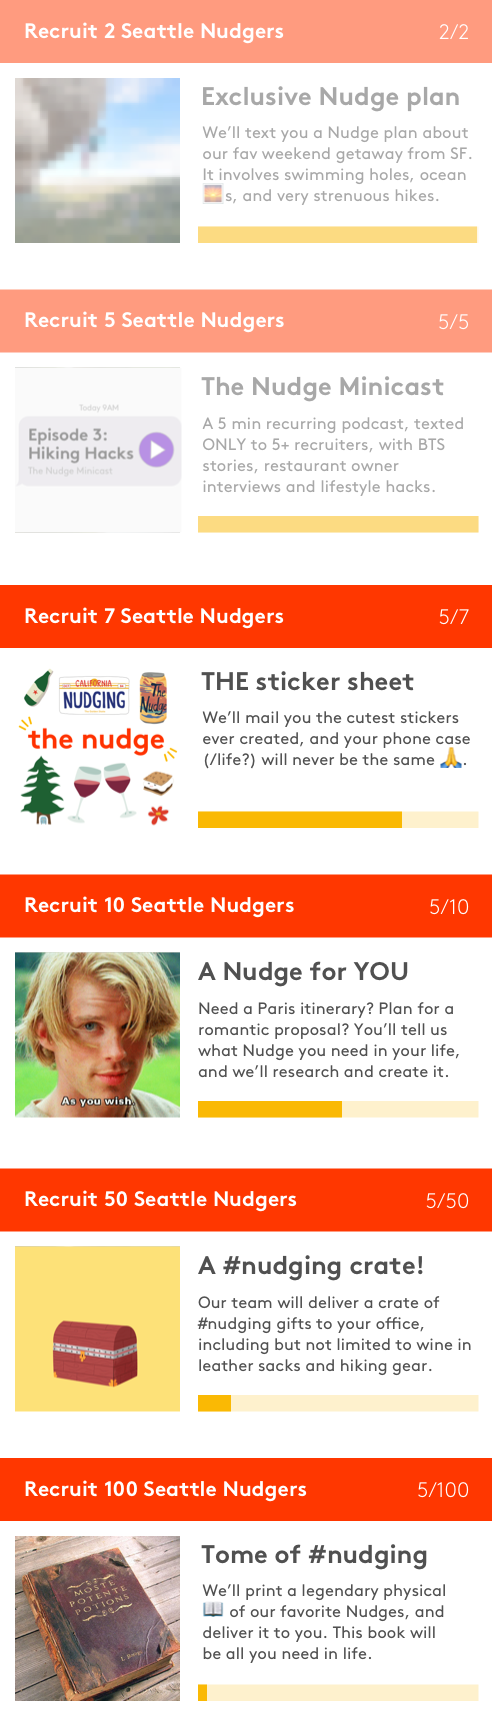 Recruit 2 Seattle Nudgers 2/2
Exclusive Nudge plan
We'll text you a Nudge plan about
our fav weekend getaway from SF.
It involves swimming holes, ocean
🌅s, and very strenuous hikes.
Recruit 5 Seattle Nudgers 5/5
Today 9AM
Episode 3:
Hiking Hacks
The Nudge Minicast
The Nudge Minicast
A 5 min recurring podcast, texted
ONLY to 5+ recruiters, with BTS
stories, restaurant owner
interviews and lifestyle hacks.
Recruit 7 Seattle Nudgers 5/7
CALIFORNIA
NUDGING
The
Nudge
the nudge
THE sticker sheet
We'll mail you the cutest stickers
ever created, and your phone case
(/life?) will never be the same 🙏.
Recruit 10 Seattle Nudgers 5/10
As you wish.
A Nudge for YOU
Need a Paris itinerary? Plan for a
romantic proposal? You'll tell us
what Nudge you need in your life,
and we'll research and create it.
Recruit 50 Seattle Nudgers 5/50
A #nudging crate!
Our team will deliver a crate of
#nudging gifts to your office,
including but not limited to wine in
leather sacks and hiking gear.
Recruit 100 Seattle Nudgers 5/100
MOSTE
POTENTE
POTIONS
Tome of #nudging
We'll print a legendary physical
📖 of our favorite Nudges, and
deliver it to you. This book will
be all you need in life.